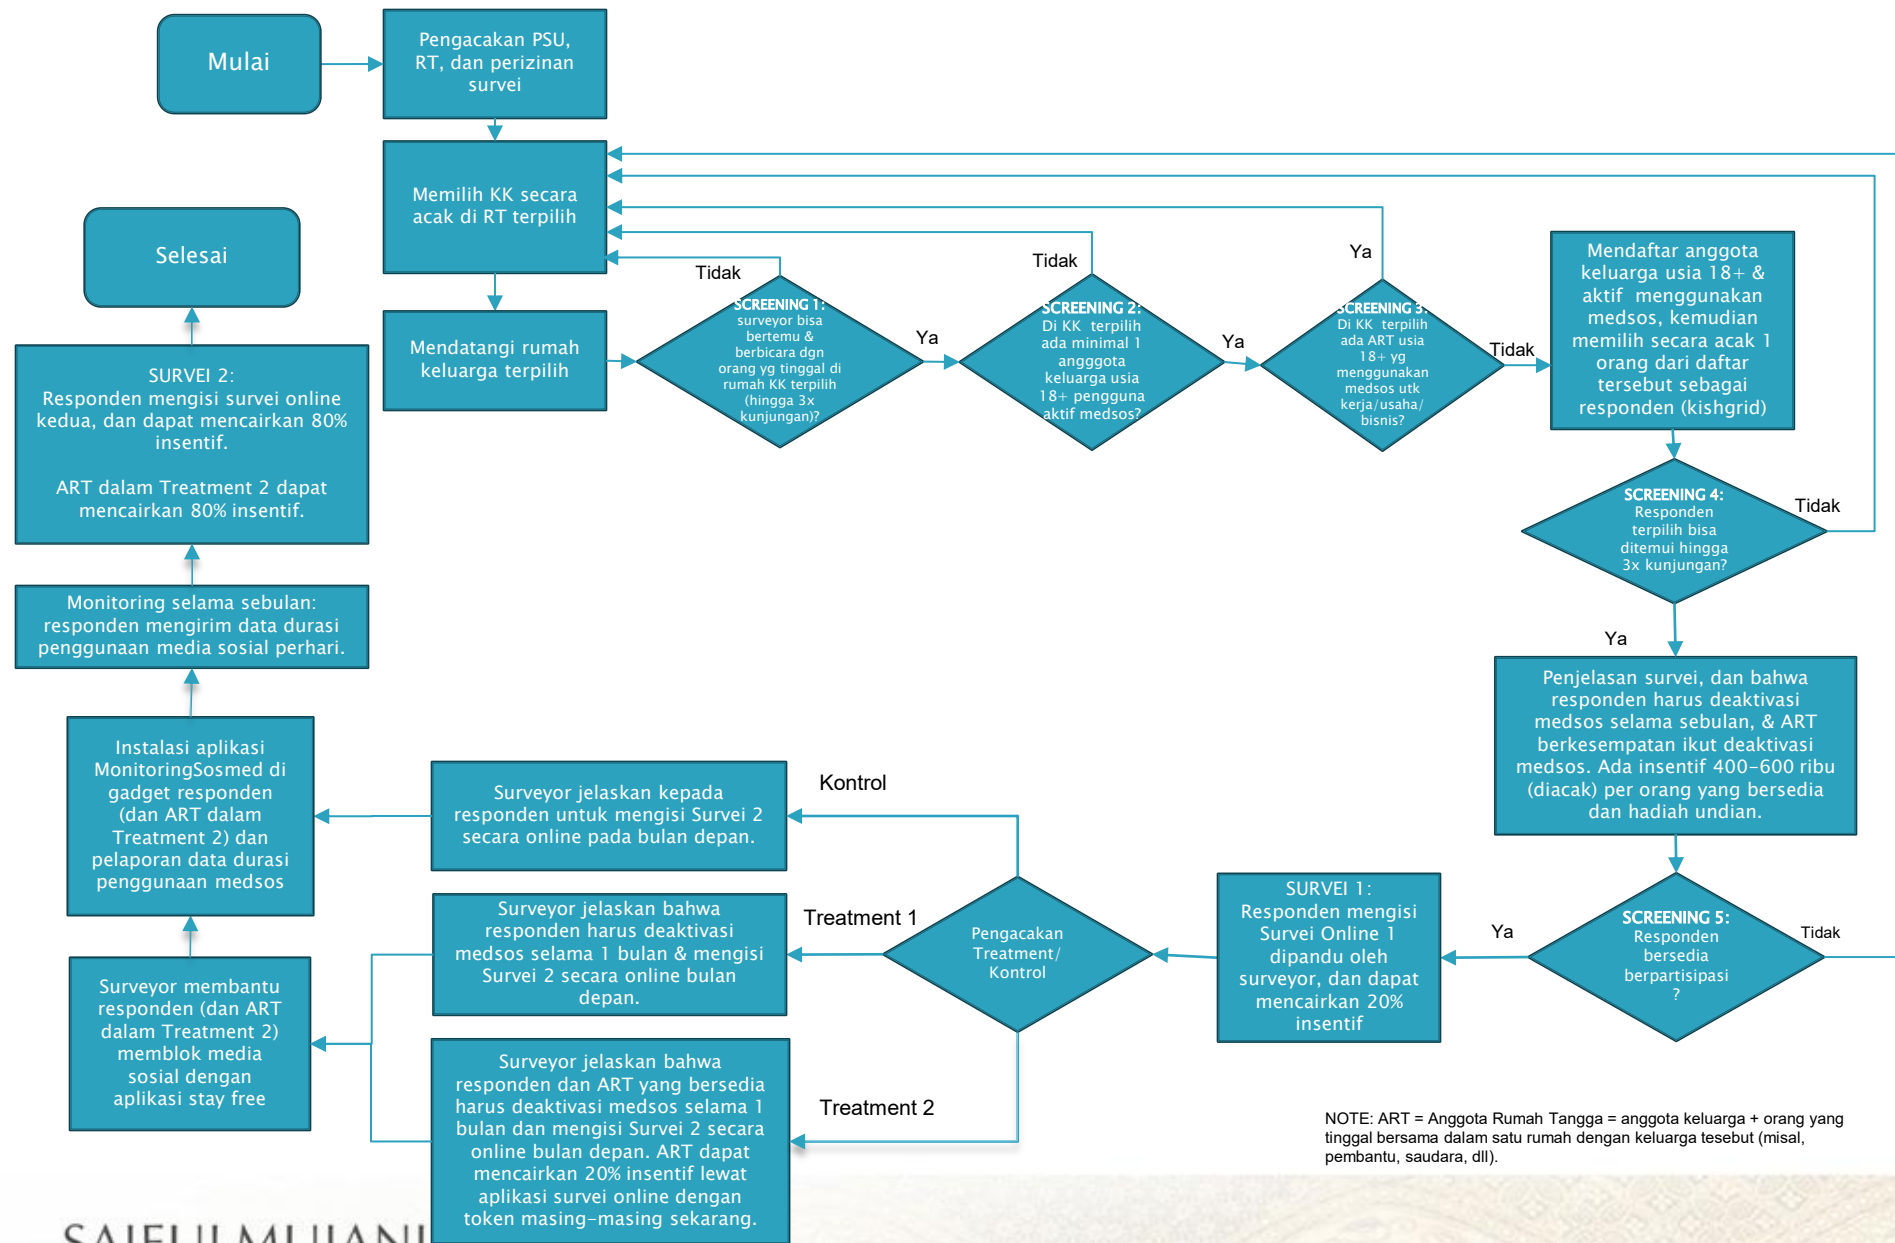 Mulai
Pengacakan PSU,
RT, dan perizinan
survei
Memilih KK secara
acak di RT terpilih
Mendatangi rumah
keluarga terpilih
Tidak
SCREENING 1:
surveyor bisa
bertemu &
berbicara dgn
orang yg tinggal di
rumah KK terpilih
(hingga 3x
kunjungan)?
Ya
Tidak
SCREENING 2:
Di KK terpilih
ada minimal 1
angggota
keluarga usia
18+ pengguna
aktif medsos?
Ya
Ya
SCREENING 3:
Di KK terpilih
ada ART usia
18+ yg
menggunakan
medsos utk
kerja/usaha/
bisnis?
Tidak
Mendaftar anggota
keluarga usia 18+ &
aktif menggunakan
medsos, kemudian
memilih secara acak 1
orang dari daftar
tersebut sebagai
responden (kishgrid)
SCREENING 4:
Responden
terpilih bisa
ditemui hingga
3x kunjungan?
Tidak
Ya
Penjelasan survei, dan bahwa
responden harus deaktivasi
medsos selama sebulan, & ART
berkesempatan ikut deaktivasi
medsos. Ada insentif 400-600 ribu
(diacak) per orang yang bersedia
dan hadiah undian.
SCREENING 5:
Responden
bersedia
berpartisipasi
?
Tidak
Ya
SURVEI 1:
Responden mengisi
Survei Online 1
dipandu oleh
surveyor, dan dapat
mencairkan 20%
insentif
Pengacakan
Treatment/
Kontrol
Kontrol
Treatment 1
Treatment 2
Surveyor jelaskan kepada
responden untuk mengisi Survei 2
secara online pada bulan depan.
Surveyor jelaskan bahwa
responden harus deaktivasi
medsos selama 1 bulan & mengisi
Survei 2 secara online bulan
depan.
Surveyor jelaskan bahwa
responden dan ART yang bersedia
harus deaktivasi medsos selama 1
bulan dan mengisi Survei 2 secara
online bulan depan. ART dapat
mencairkan 20% insentif lewat
aplikasi survei online dengan
token masing-masing sekarang.
Surveyor membantu
responden (dan ART
dalam Treatment 2)
memblok media
sosial dengan
aplikasi stay free
Instalasi aplikasi
MonitoringSosmed di
gadget responden
(dan ART dalam
Treatment 2) dan
pelaporan data durasi
penggunaan medsos
Monitoring selama sebulan:
responden mengirim data durasi
penggunaan media sosial perhari.
SURVEI 2:
Responden mengisi survei online
kedua, dan dapat mencairkan 80%
insentif.
ART dalam Treatment 2 dapat
mencairkan 80% insentif.
Selesai
NOTE: ART = Anggota Rumah Tangga = anggota keluarga + orang yang
tinggal bersama dalam satu rumah dengan keluarga tesebut (misal,
pembantu, saudara, dll).
SAIFUL MUJANI